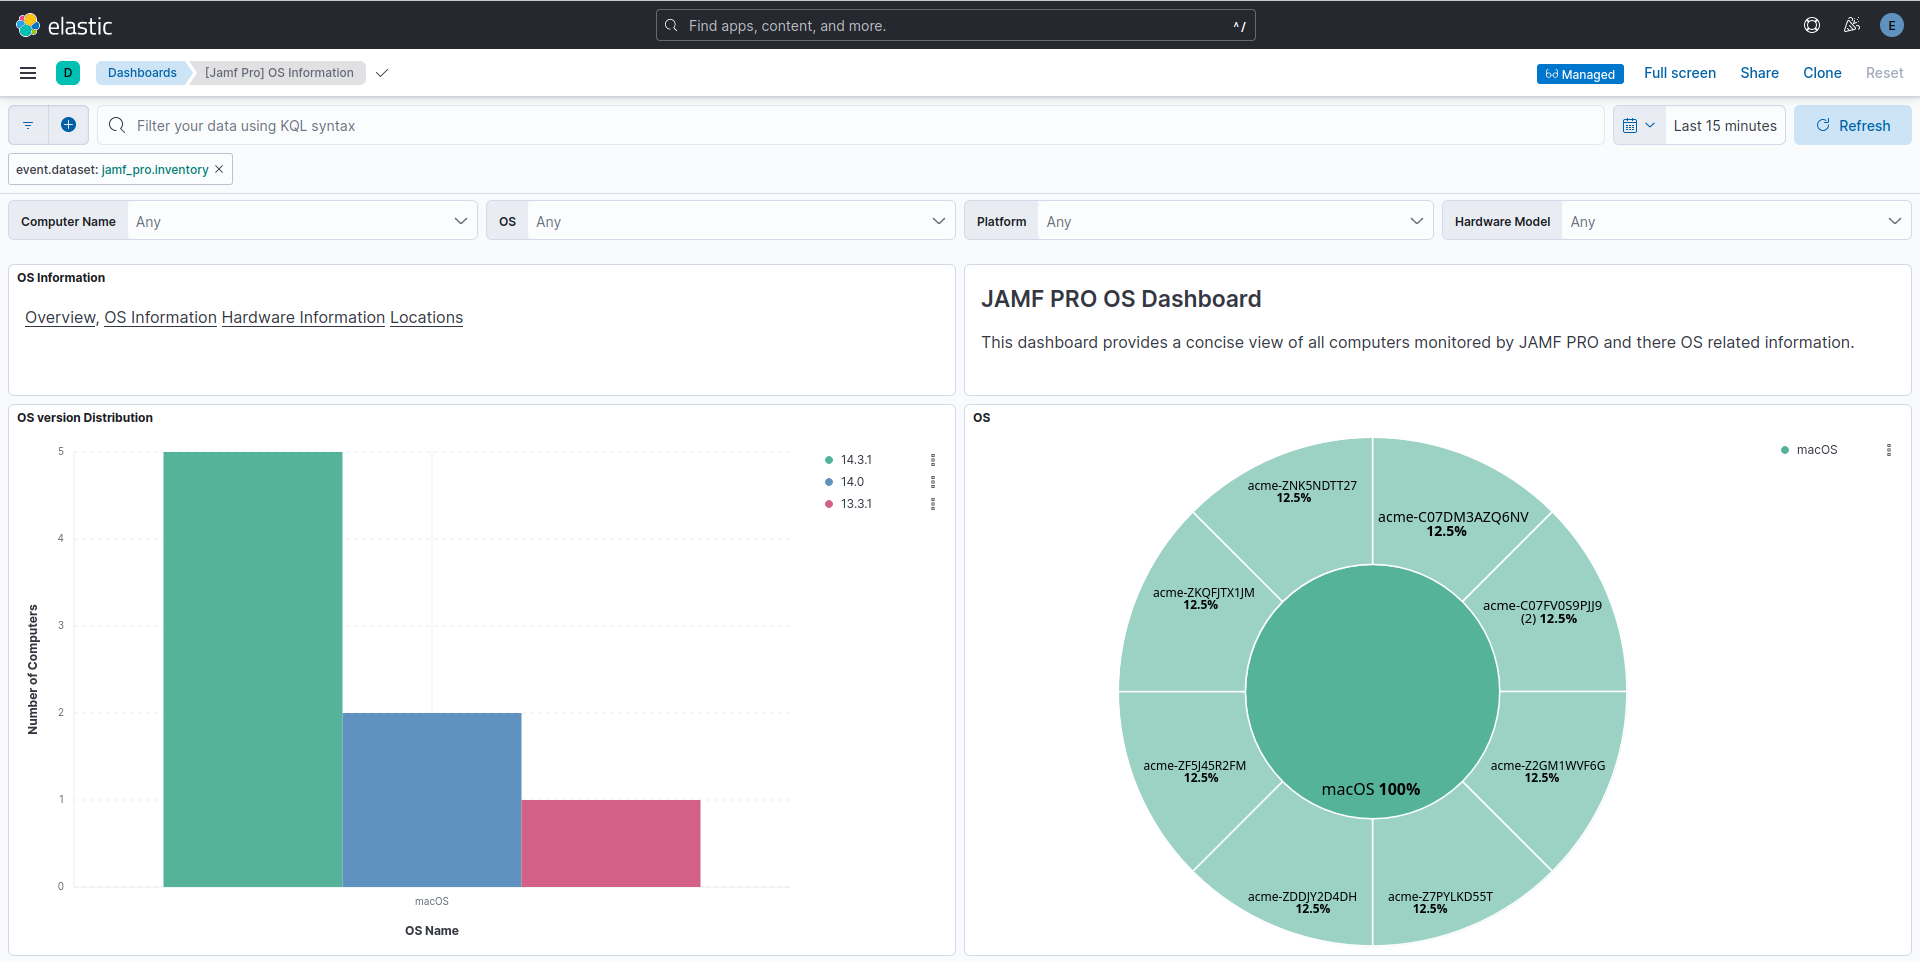 elastic
Find apps, content, and more.
^/
E
D
Dashboards
[Jamf Pro] OS Information
Managed
Full screen
Share
Clone
Reset
Filter your data using KQL syntax
Last 15 minutes
Refresh
event.dataset: jamf_pro.inventory
Computer Name
Any
OS
Any
Platform
Any
Hardware Model
Any
OS Information
Overview, OS Information Hardware Information Locations
JAMF PRO OS Dashboard
This dashboard provides a concise view of all computers monitored by JAMF PRO and there OS related information.
OS version Distribution
5
4
3
2
1
0
Number of Computers
macOS
OS Name
14.3.1
14.0
13.3.1
OS
macOS
acme-ZNK5NDTT27
12.5%
acme-C07DM3AZQ6NV
12.5%
acme-ZKQFJTX1JM
12.5%
acme-C07FV0S9PJJ9
(2) 12.5%
acme-ZF5J45R2FM
12.5%
acme-Z2GM1WVF6G
12.5%
macOS 100%
acme-ZDDJY2D4DH
12.5%
acme-Z7PYLKD55T
12.5%